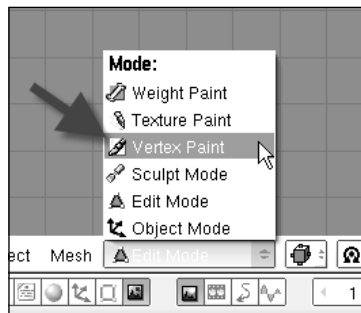 Mode:
Weight Paint
Texture Paint
Vertex Paint
Sculpt Mode
Edit Mode
Object Mode
ect Mesh Edit Mode
1